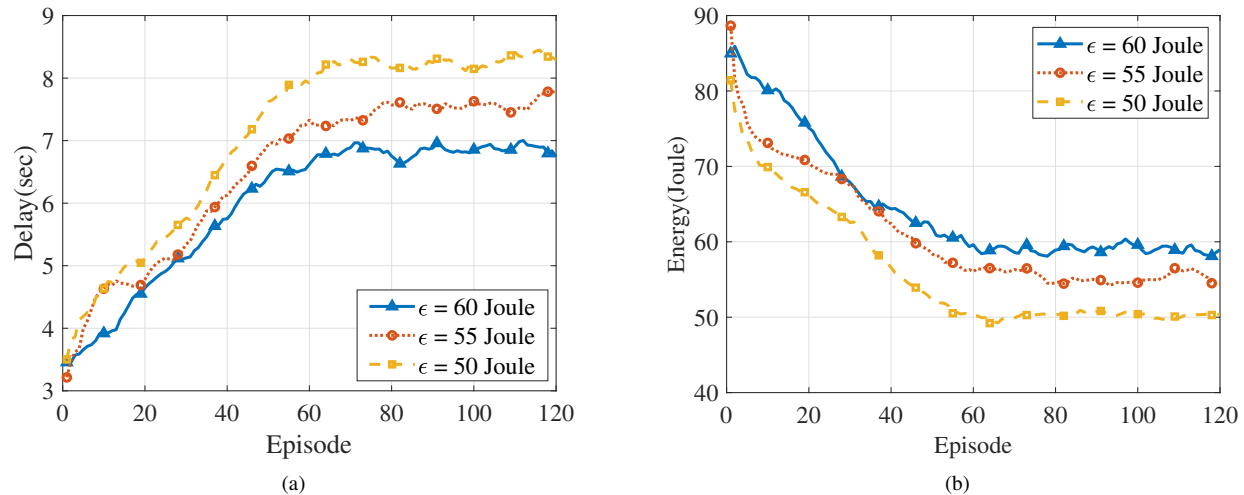 9
8
7
6
5
4
3
Delay(sec)
ϵ = 60 Joule
ϵ = 55 Joule
ϵ = 50 Joule
0 20 40 60 80 100 120
Episode
(a)
90
80
70
60
50
40
Energy(Joule)
ϵ = 60 Joule
ϵ = 55 Joule
ϵ = 50 Joule
0 20 40 60 80 100 120
Episode
(b)